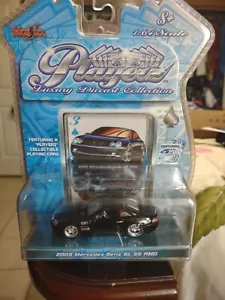 Maisto
8+
1:64 Scale
Playerz
Luxury Diecast Collection
FEATURING A
"PLAYERZ"
COLLECTIBLE
PLAYING CARD
2003 Mercedes-Benz SL 55 AMG